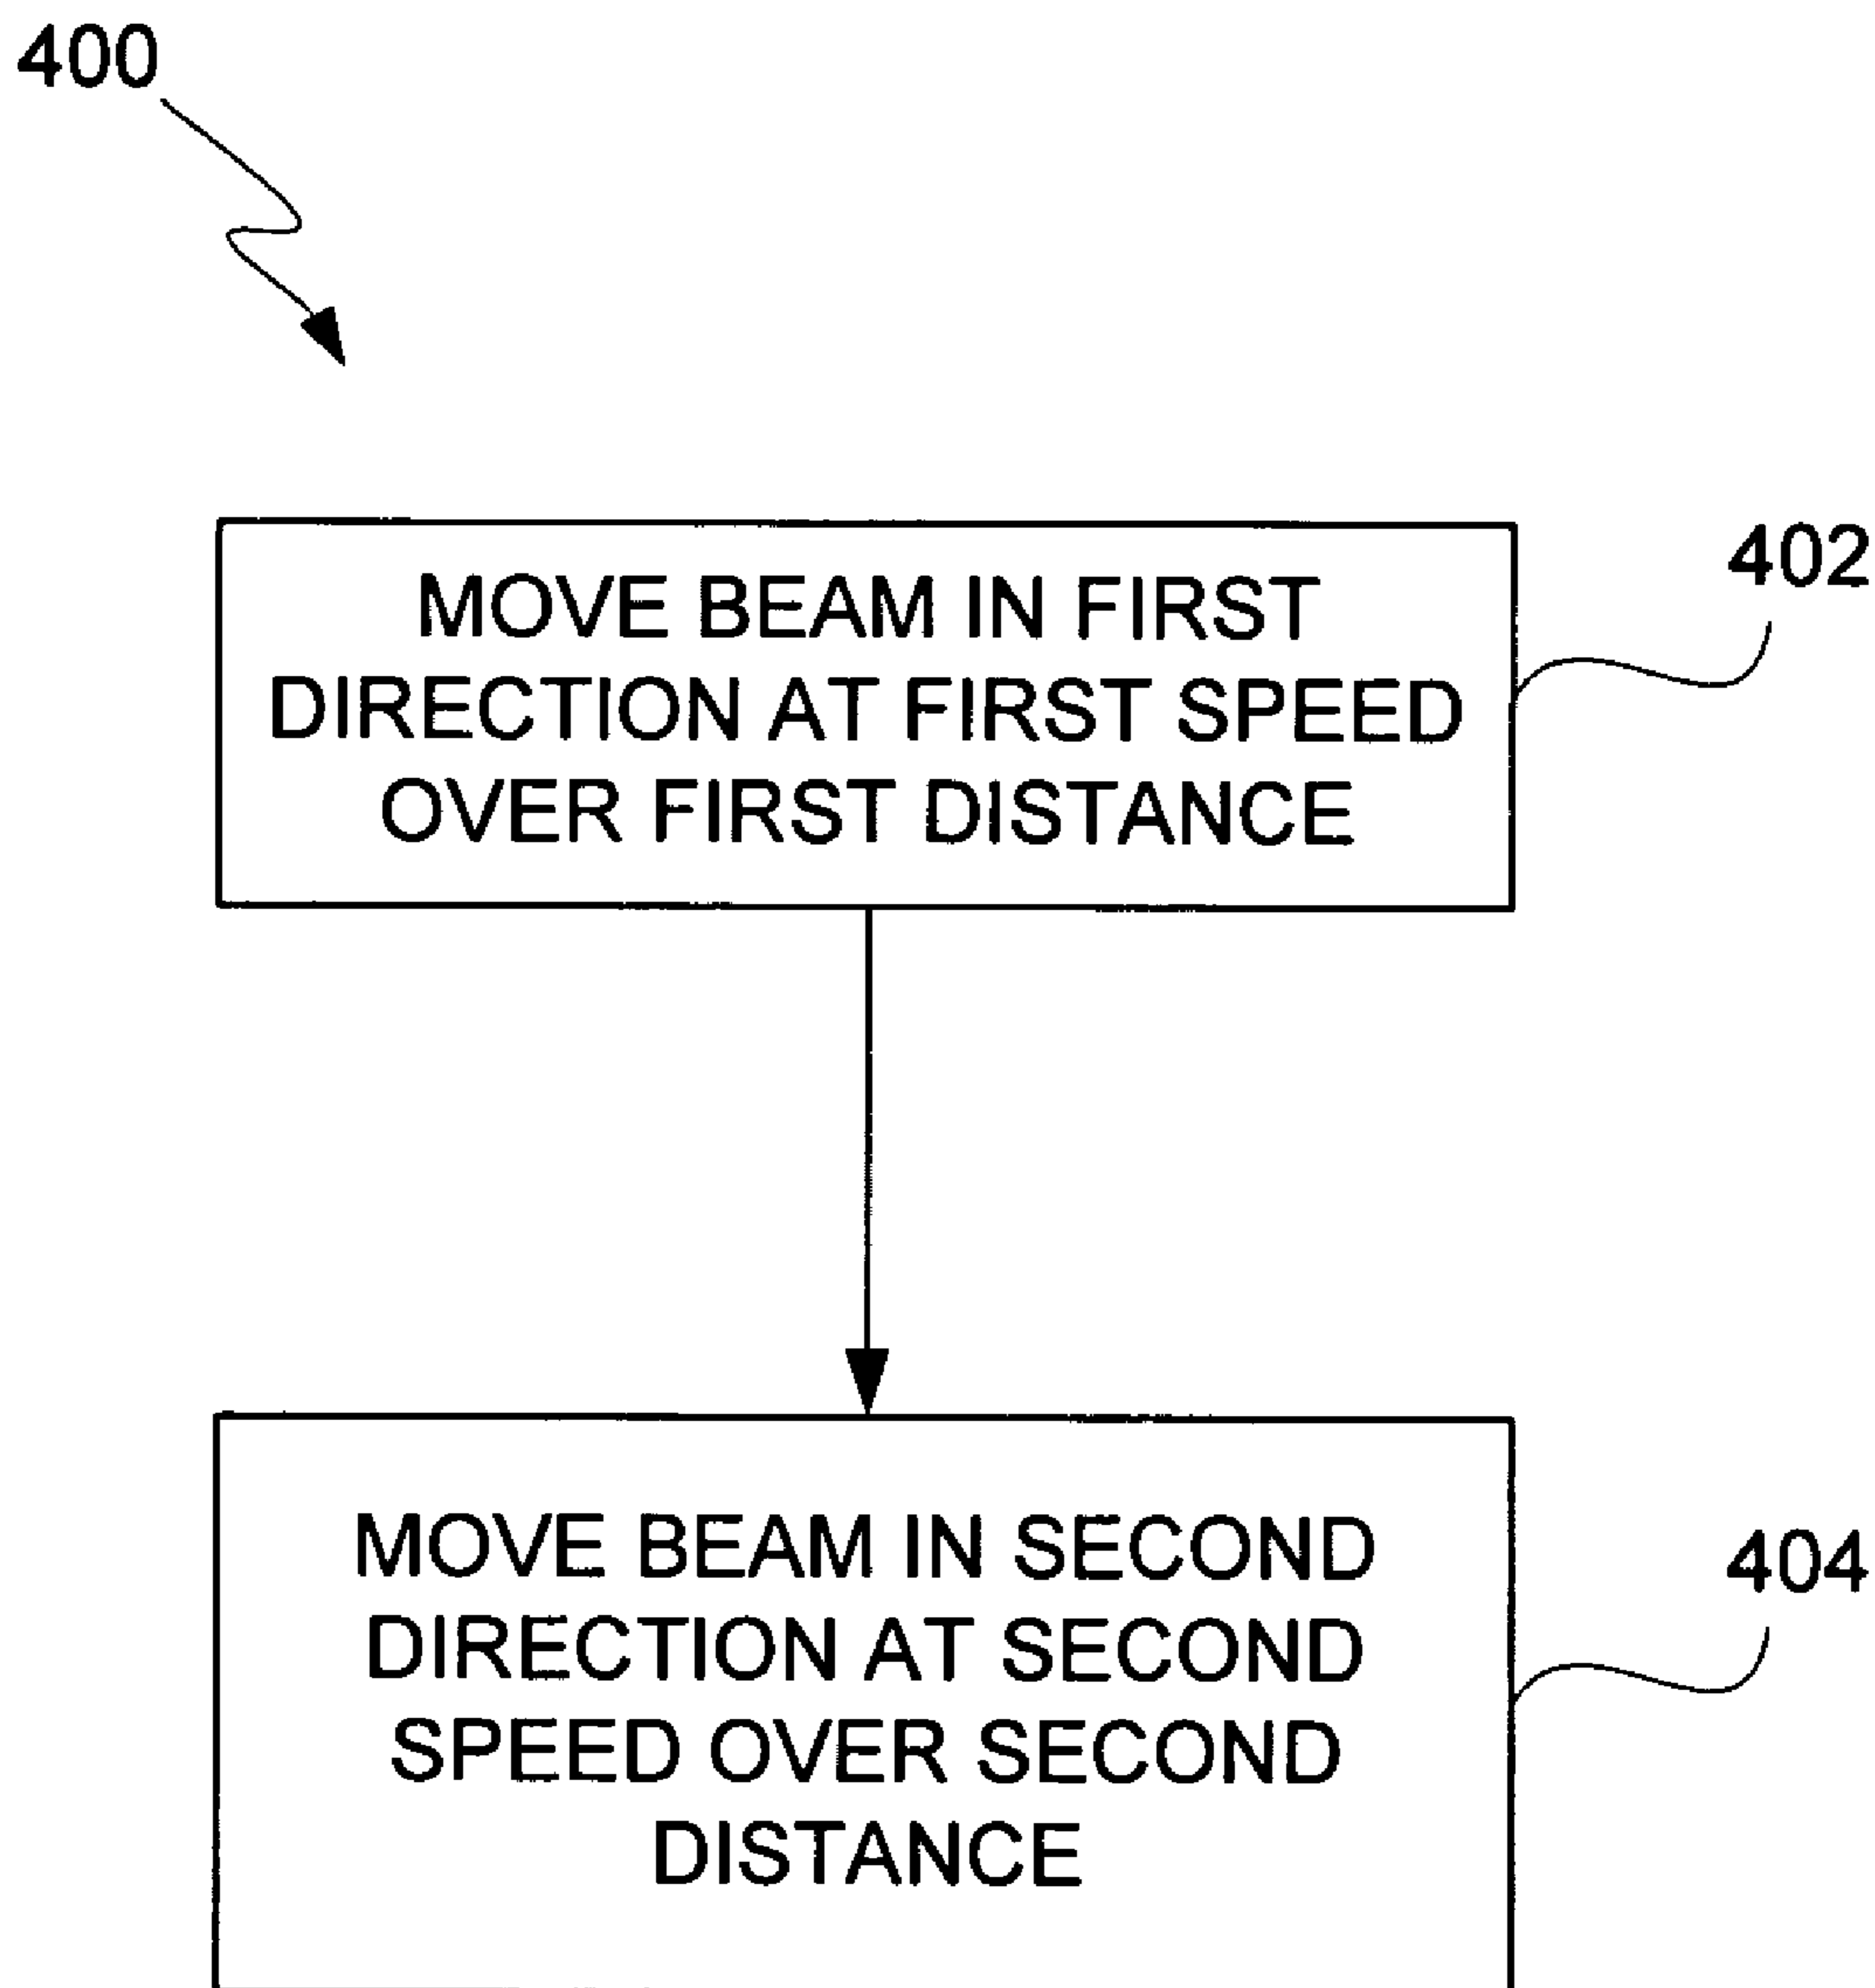 400
MOVE BEAM IN FIRST
DIRECTION AT FIRST SPEED
OVER FIRST DISTANCE
402
MOVE BEAM IN SECOND
DIRECTION AT SECOND
SPEED OVER SECOND
DISTANCE
404